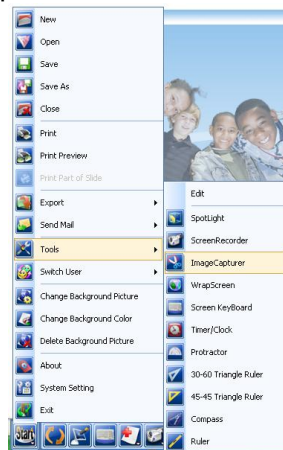 New
Open
Save
Save As
Close
Print
Print Preview
Print Part of Slide
Export
Send Mail
Tools
Switch User
Change Background Picture
Change Background Color
Delete Background Picture
About
System Setting
Exit
Start
Edit
SpotLight
ScreenRecorder
ImageCapturer
WrapScreen
Screen KeyBoard
Timer/Clock
Protractor
30-60 Triangle Ruler
45-45 Triangle Ruler
Compass
Ruler